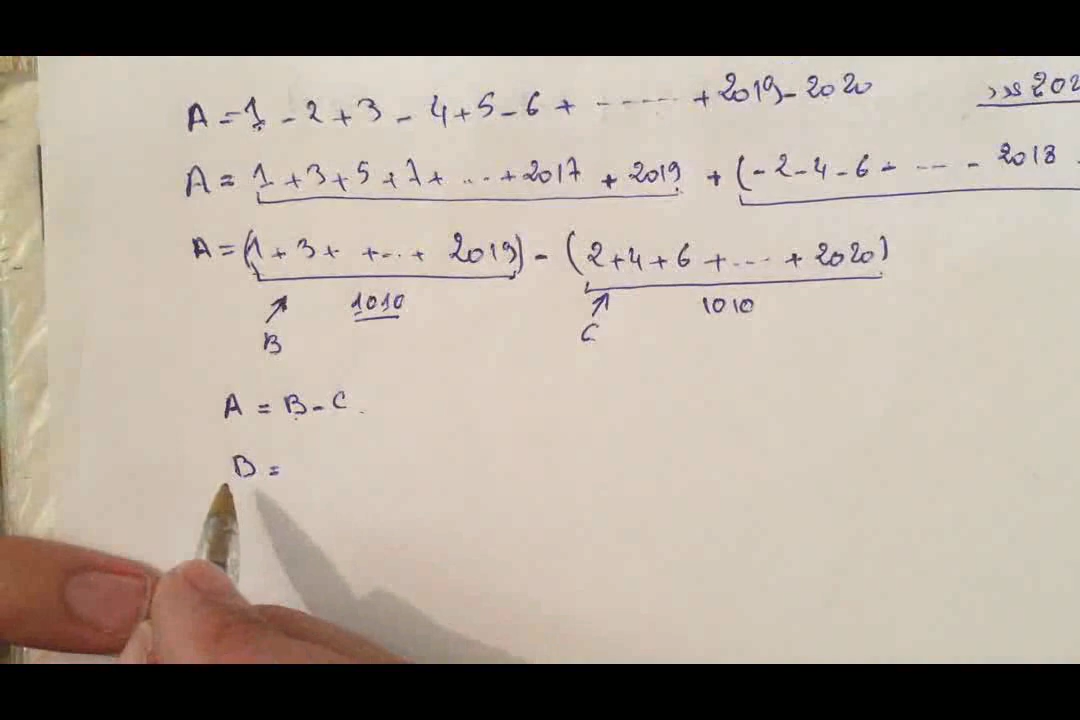 A = 1 - 2 + 3 - 4 + 5 - 6 + ------ + 2019 - 2020
A = 1 + 3 + 5 + 7 + ... + 2017 + 2019 + (-2 - 4 - 6 - --- - 2018
A = (1 + 3 + + ... + 2019) - (2 + 4 + 6 + --- + 2020)
1010 1010
B C
A = B - C.
B =